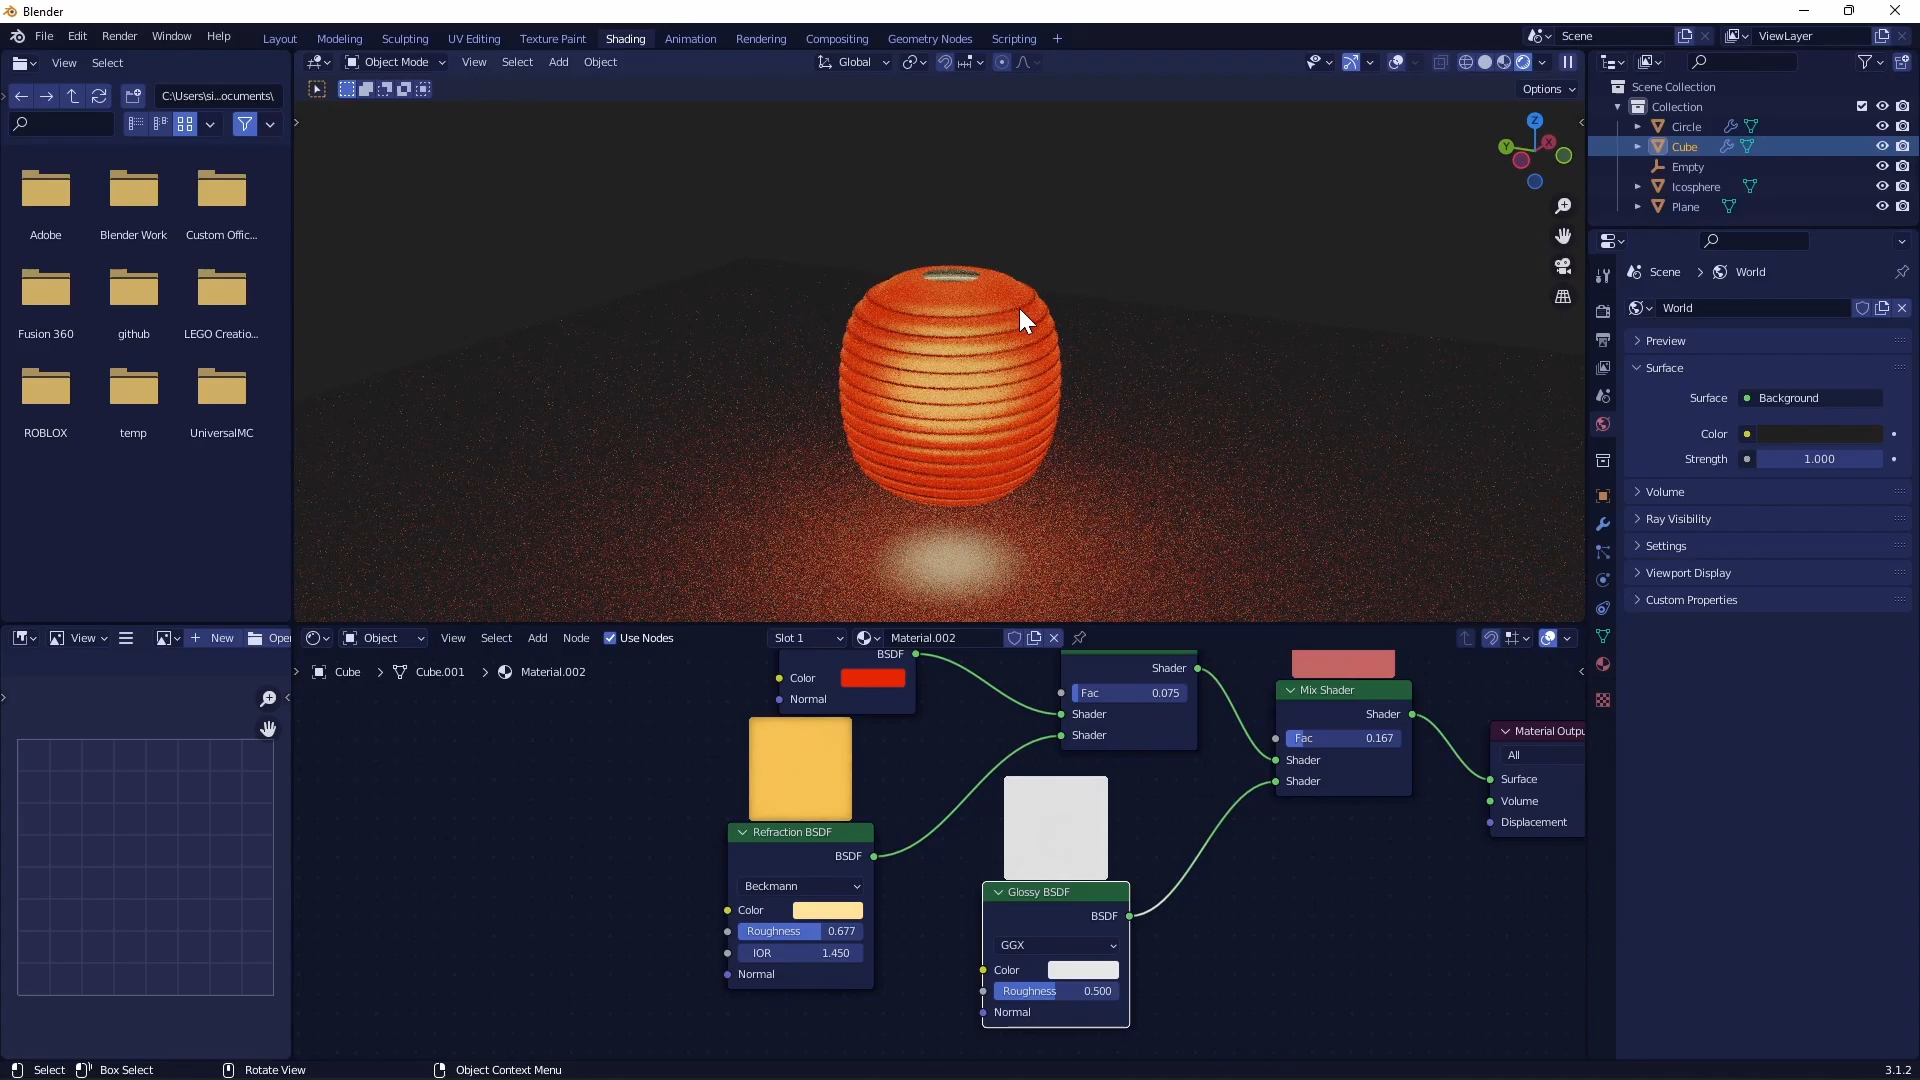 Blender
File Edit Render Window Help
Layout Modeling Sculpting UV Editing Texture Paint Shading Animation Rendering Compositing Geometry Nodes Scripting +
Scene
ViewLayer
View Select
Object Mode View Select Add Object
Global
C:\Users\si...ocuments\
Options
Adobe
Blender Work
Custom Offic...
Fusion 360
github
LEGO Creatio...
ROBLOX
temp
UniversalMC
Z
Y
X
Scene Collection
Collection
Circle
Cube
Empty
Icosphere
Plane
Scene > World
World
Preview
Surface
Surface Background
Color
Strength 1.000
Volume
Ray Visibility
Settings
Viewport Display
Custom Properties
View
+ New
Open
Object View Select Add Node Use Nodes
Slot 1
Material.002
Cube > Cube.001 > Material.002
BSDF
Color
Normal
Shader
Fac 0.075
Shader
Shader
Mix Shader
Shader
Fac 0.167
Shader
Shader
Material Outpu
All
Surface
Volume
Displacement
Refraction BSDF
BSDF
Beckmann
Color
Roughness 0.677
IOR 1.450
Normal
Glossy BSDF
BSDF
GGX
Color
Roughness 0.500
Normal
Select Box Select Rotate View Object Context Menu
3.1.2